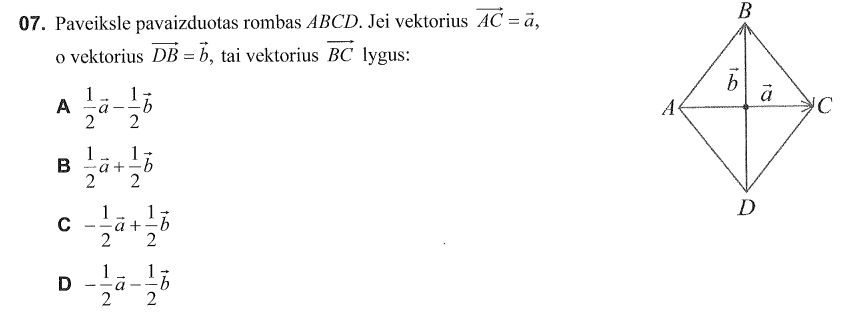 07. Paveiksle pavaizduotas rombas ABCD. Jei vektorius $\overrightarrow{AC} = \vec{a}$,
o vektorius $\overrightarrow{DB} = \vec{b}$, tai vektorius $\overrightarrow{BC}$ lygus:
A $\frac{1}{2}\vec{a} - \frac{1}{2}\vec{b}$
B $\frac{1}{2}\vec{a} + \frac{1}{2}\vec{b}$
C $-\frac{1}{2}\vec{a} + \frac{1}{2}\vec{b}$
D $-\frac{1}{2}\vec{a} - \frac{1}{2}\vec{b}$
B
$\vec{b}$ $\vec{a}$
A C
D